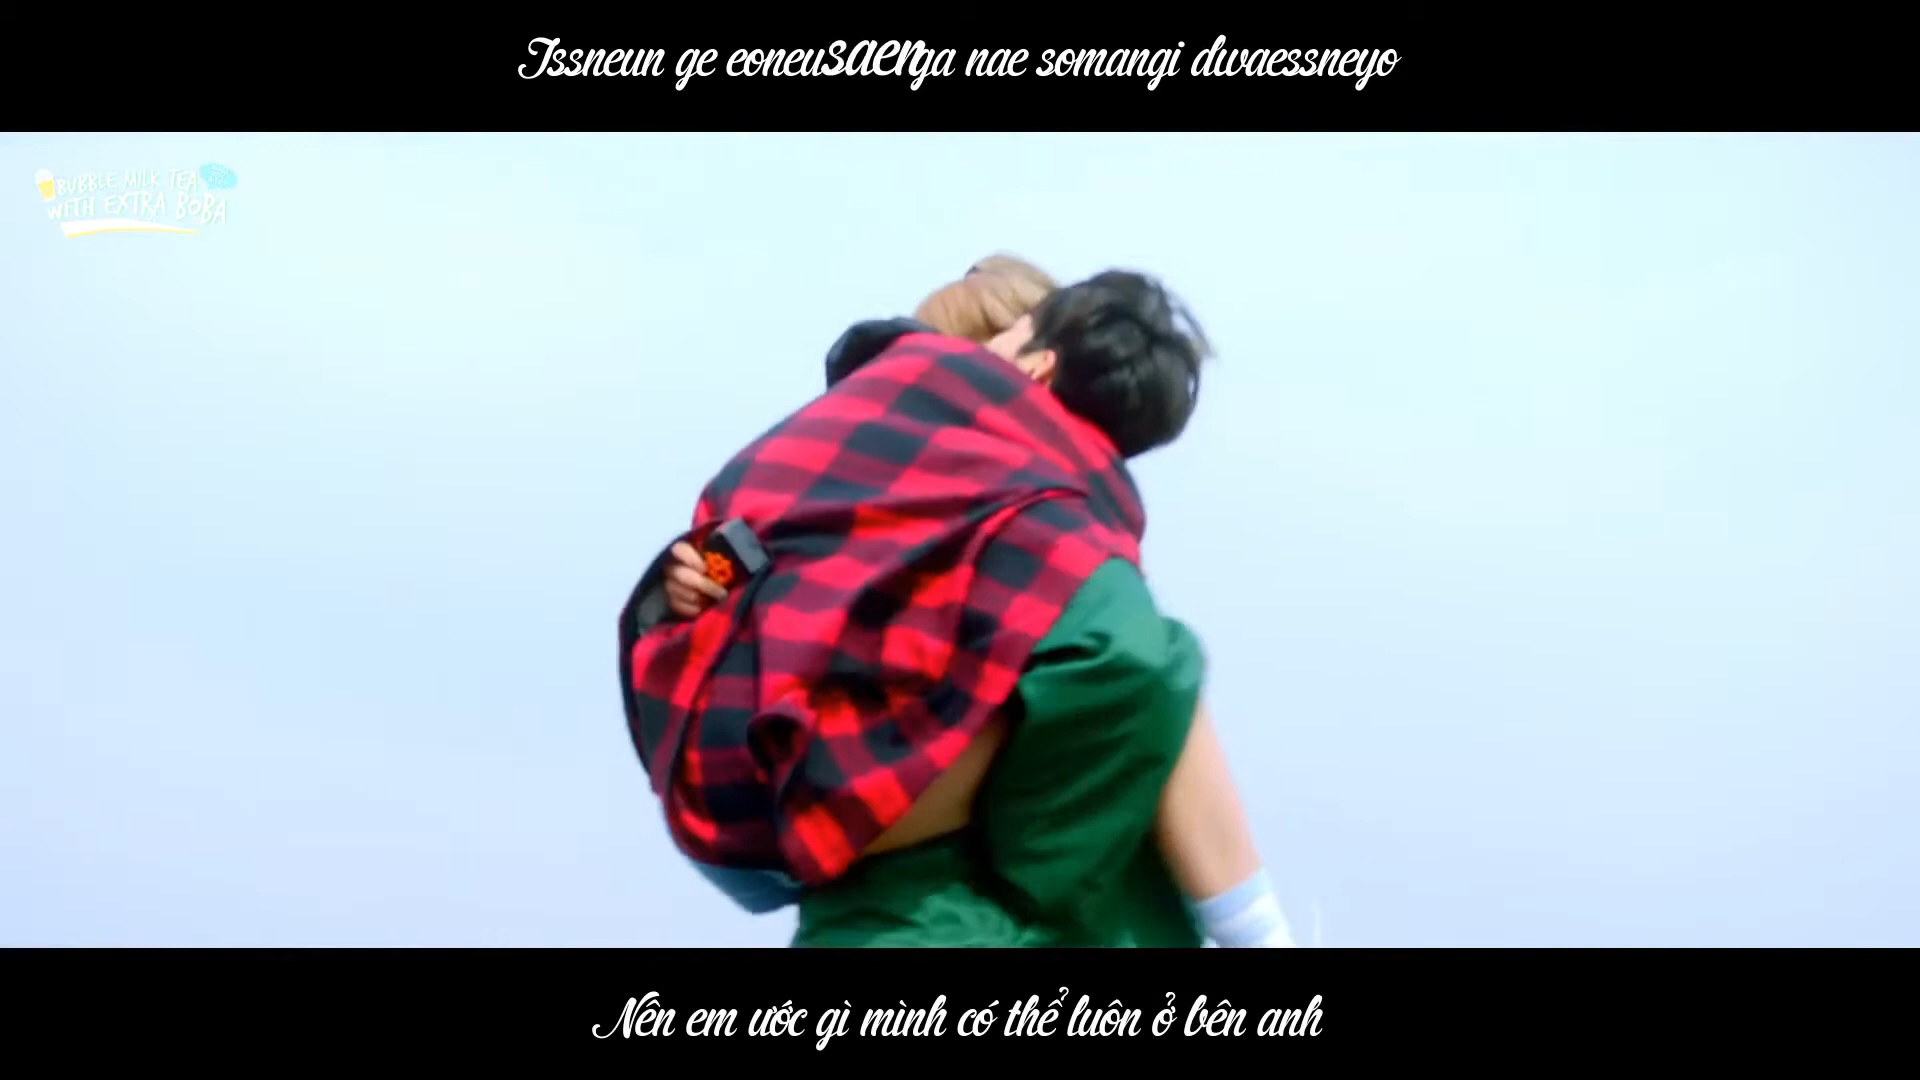 Issneun ge eoneusaenga nae somangi dwaessneyo
BUBBLE MILK TEA
WITH EXTRA BOBA
Nên em ước gì mình có thể luôn ở bên anh